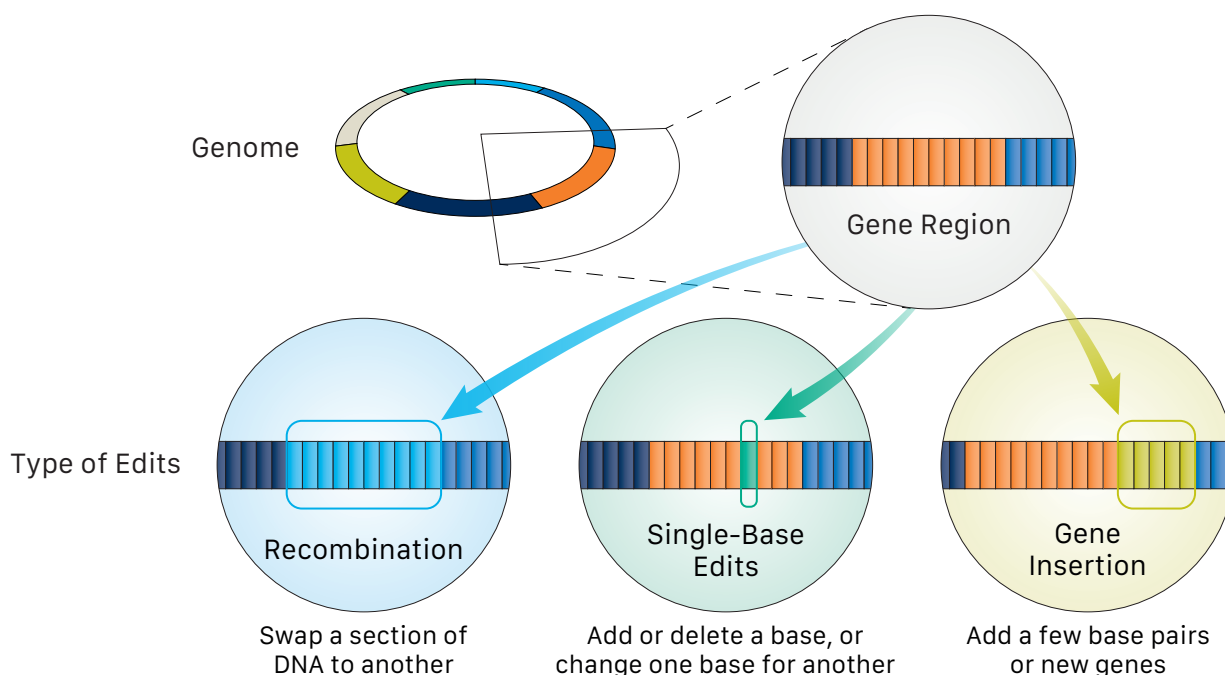 Genome
Gene Region
Type of Edits
Recombination
Single-Base
Edits
Gene
Insertion
Swap a section of
DNA to another
Add or delete a base, or
change one base for another
Add a few base pairs
or new genes